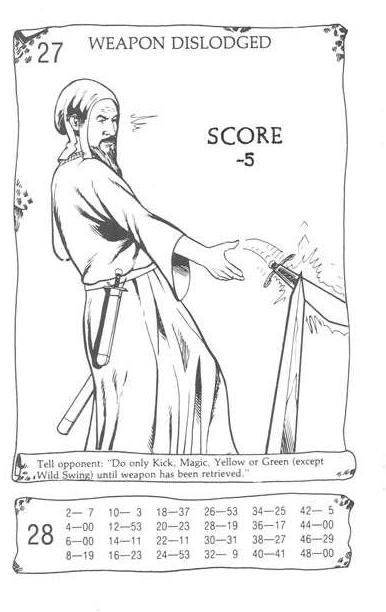 27
WEAPON DISLODGED
SCORE
-5
Tell opponent: "Do only Kick, Magic, Yellow or Green (except
Wild Swing) until weapon has been retrieved."
28
2— 7 10— 3 18—37 26—53 34—25 42— 5
4—00 12—53 20—23 28—19 36—17 44—00
6—00 14—11 22—11 30—31 38—27 46—29
8—19 16—23 24—53 32— 9 40—41 48—00